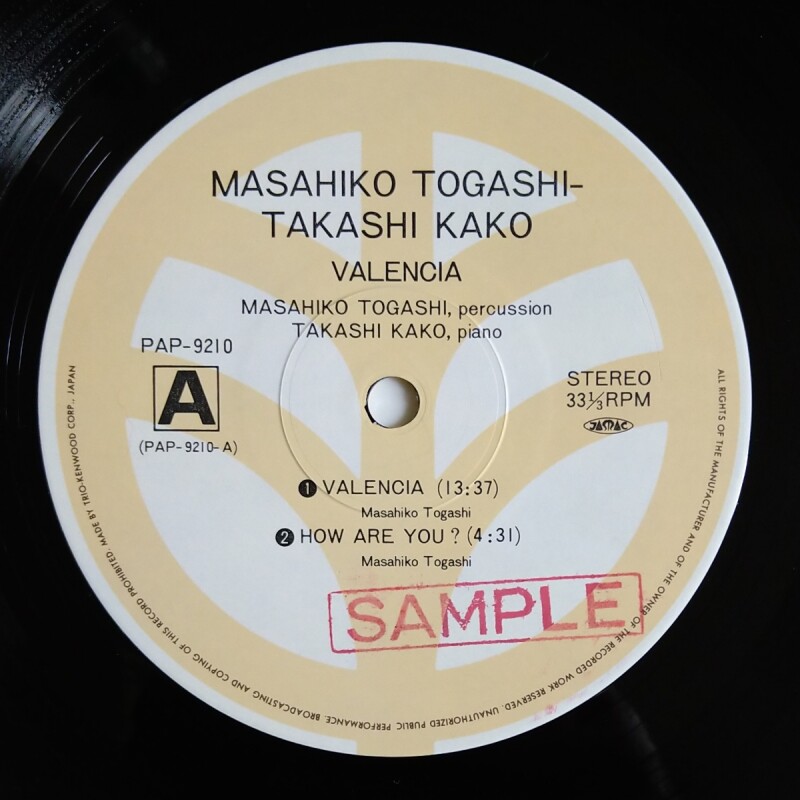 MASAHIKO TOGASHI-
TAKASHI KAKO
VALENCIA
MASAHIKO TOGASHI, percussion
TAKASHI KAKO, piano
PAP-9210
A
(PAP-9210-A)
STEREO
33⅓RPM
JASRAC
❶ VALENCIA (13:37)
Masahiko Togashi
❷ HOW ARE YOU? (4:31)
Masahiko Togashi
SAMPLE
ALL RIGHTS OF THE MANUFACTURER AND OF THE OWNER OF THE RECORDED WORK RESERVED. UNAUTHORIZED PUBLIC PERFORMANCE, BROADCASTING AND COPYING OF THIS RECORD PROHIBITED. MADE BY TRIO-KENWOOD CORP., JAPAN